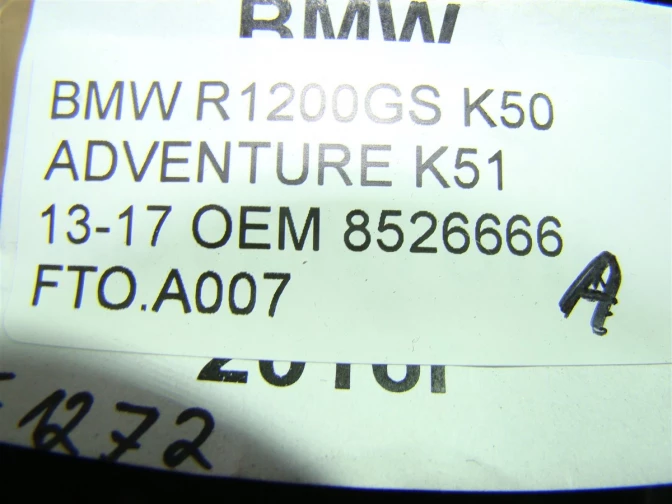 BMW
BMW R1200GS K50
ADVENTURE K51
13-17 OEM 8526666
FTO.A007
A
1272